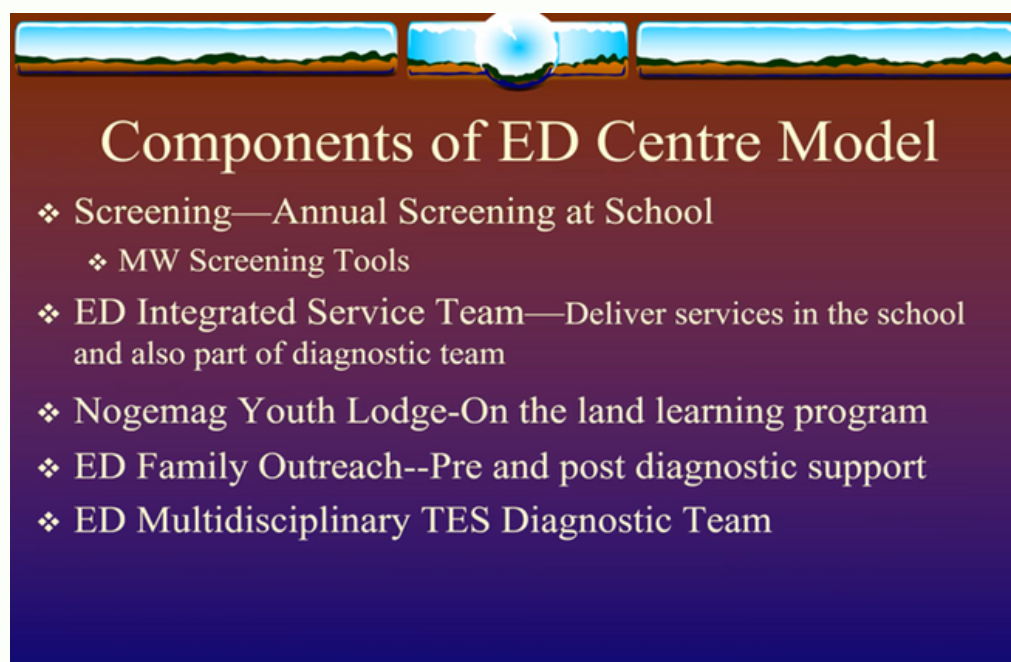 Components of ED Centre Model
❖ Screening—Annual Screening at School
❖ MW Screening Tools
❖ ED Integrated Service Team—Deliver services in the school
and also part of diagnostic team
❖ Nogemag Youth Lodge-On the land learning program
❖ ED Family Outreach--Pre and post diagnostic support
❖ ED Multidisciplinary TES Diagnostic Team